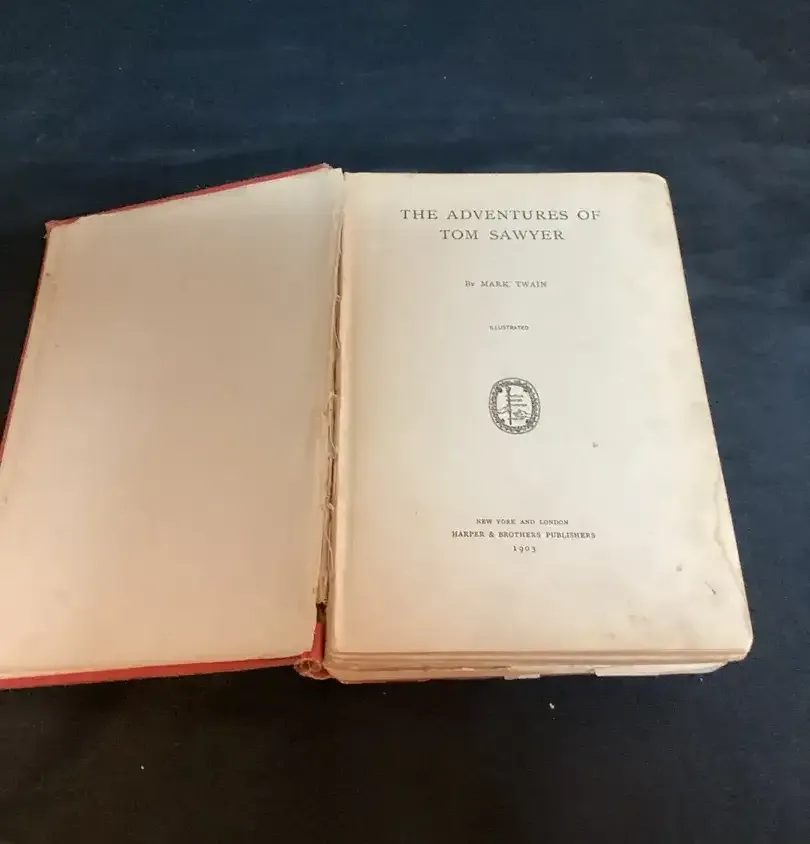 THE ADVENTURES OF
TOM SAWYER
By MARK TWAIN
ILLUSTRATED
NEW YORK AND LONDON
HARPER & BROTHERS PUBLISHERS
1903